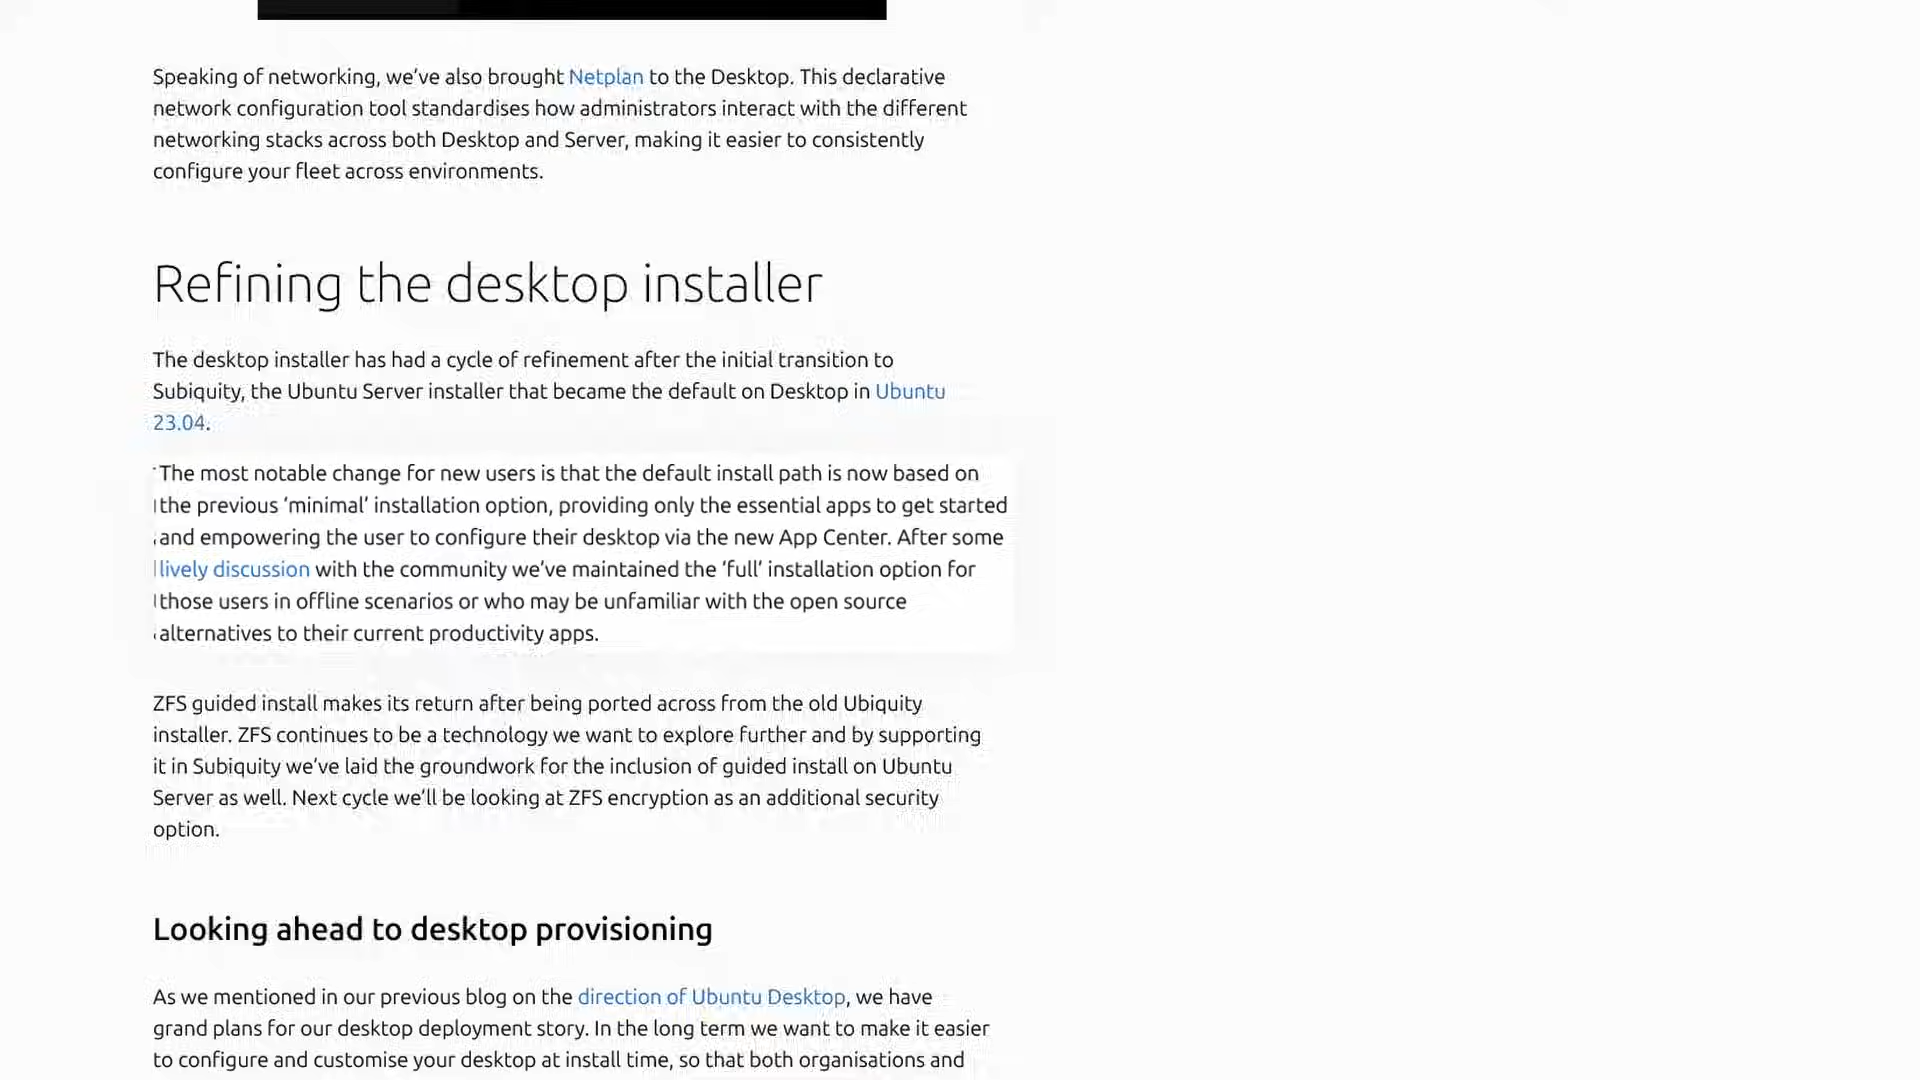 Speaking of networking, we’ve also brought Netplan to the Desktop. This declarative
network configuration tool standardises how administrators interact with the different
networking stacks across both Desktop and Server, making it easier to consistently
configure your fleet across environments.
Refining the desktop installer
The desktop installer has had a cycle of refinement after the initial transition to
Subiquity, the Ubuntu Server installer that became the default on Desktop in Ubuntu
23.04.
The most notable change for new users is that the default install path is now based on
the previous ‘minimal’ installation option, providing only the essential apps to get started
and empowering the user to configure their desktop via the new App Center. After some
lively discussion with the community we’ve maintained the ‘full’ installation option for
those users in offline scenarios or who may be unfamiliar with the open source
alternatives to their current productivity apps.
ZFS guided install makes its return after being ported across from the old Ubiquity
installer. ZFS continues to be a technology we want to explore further and by supporting
it in Subiquity we’ve laid the groundwork for the inclusion of guided install on Ubuntu
Server as well. Next cycle we’ll be looking at ZFS encryption as an additional security
option.
Looking ahead to desktop provisioning
As we mentioned in our previous blog on the direction of Ubuntu Desktop, we have
grand plans for our desktop deployment story. In the long term we want to make it easier
to configure and customise your desktop at install time, so that both organisations and